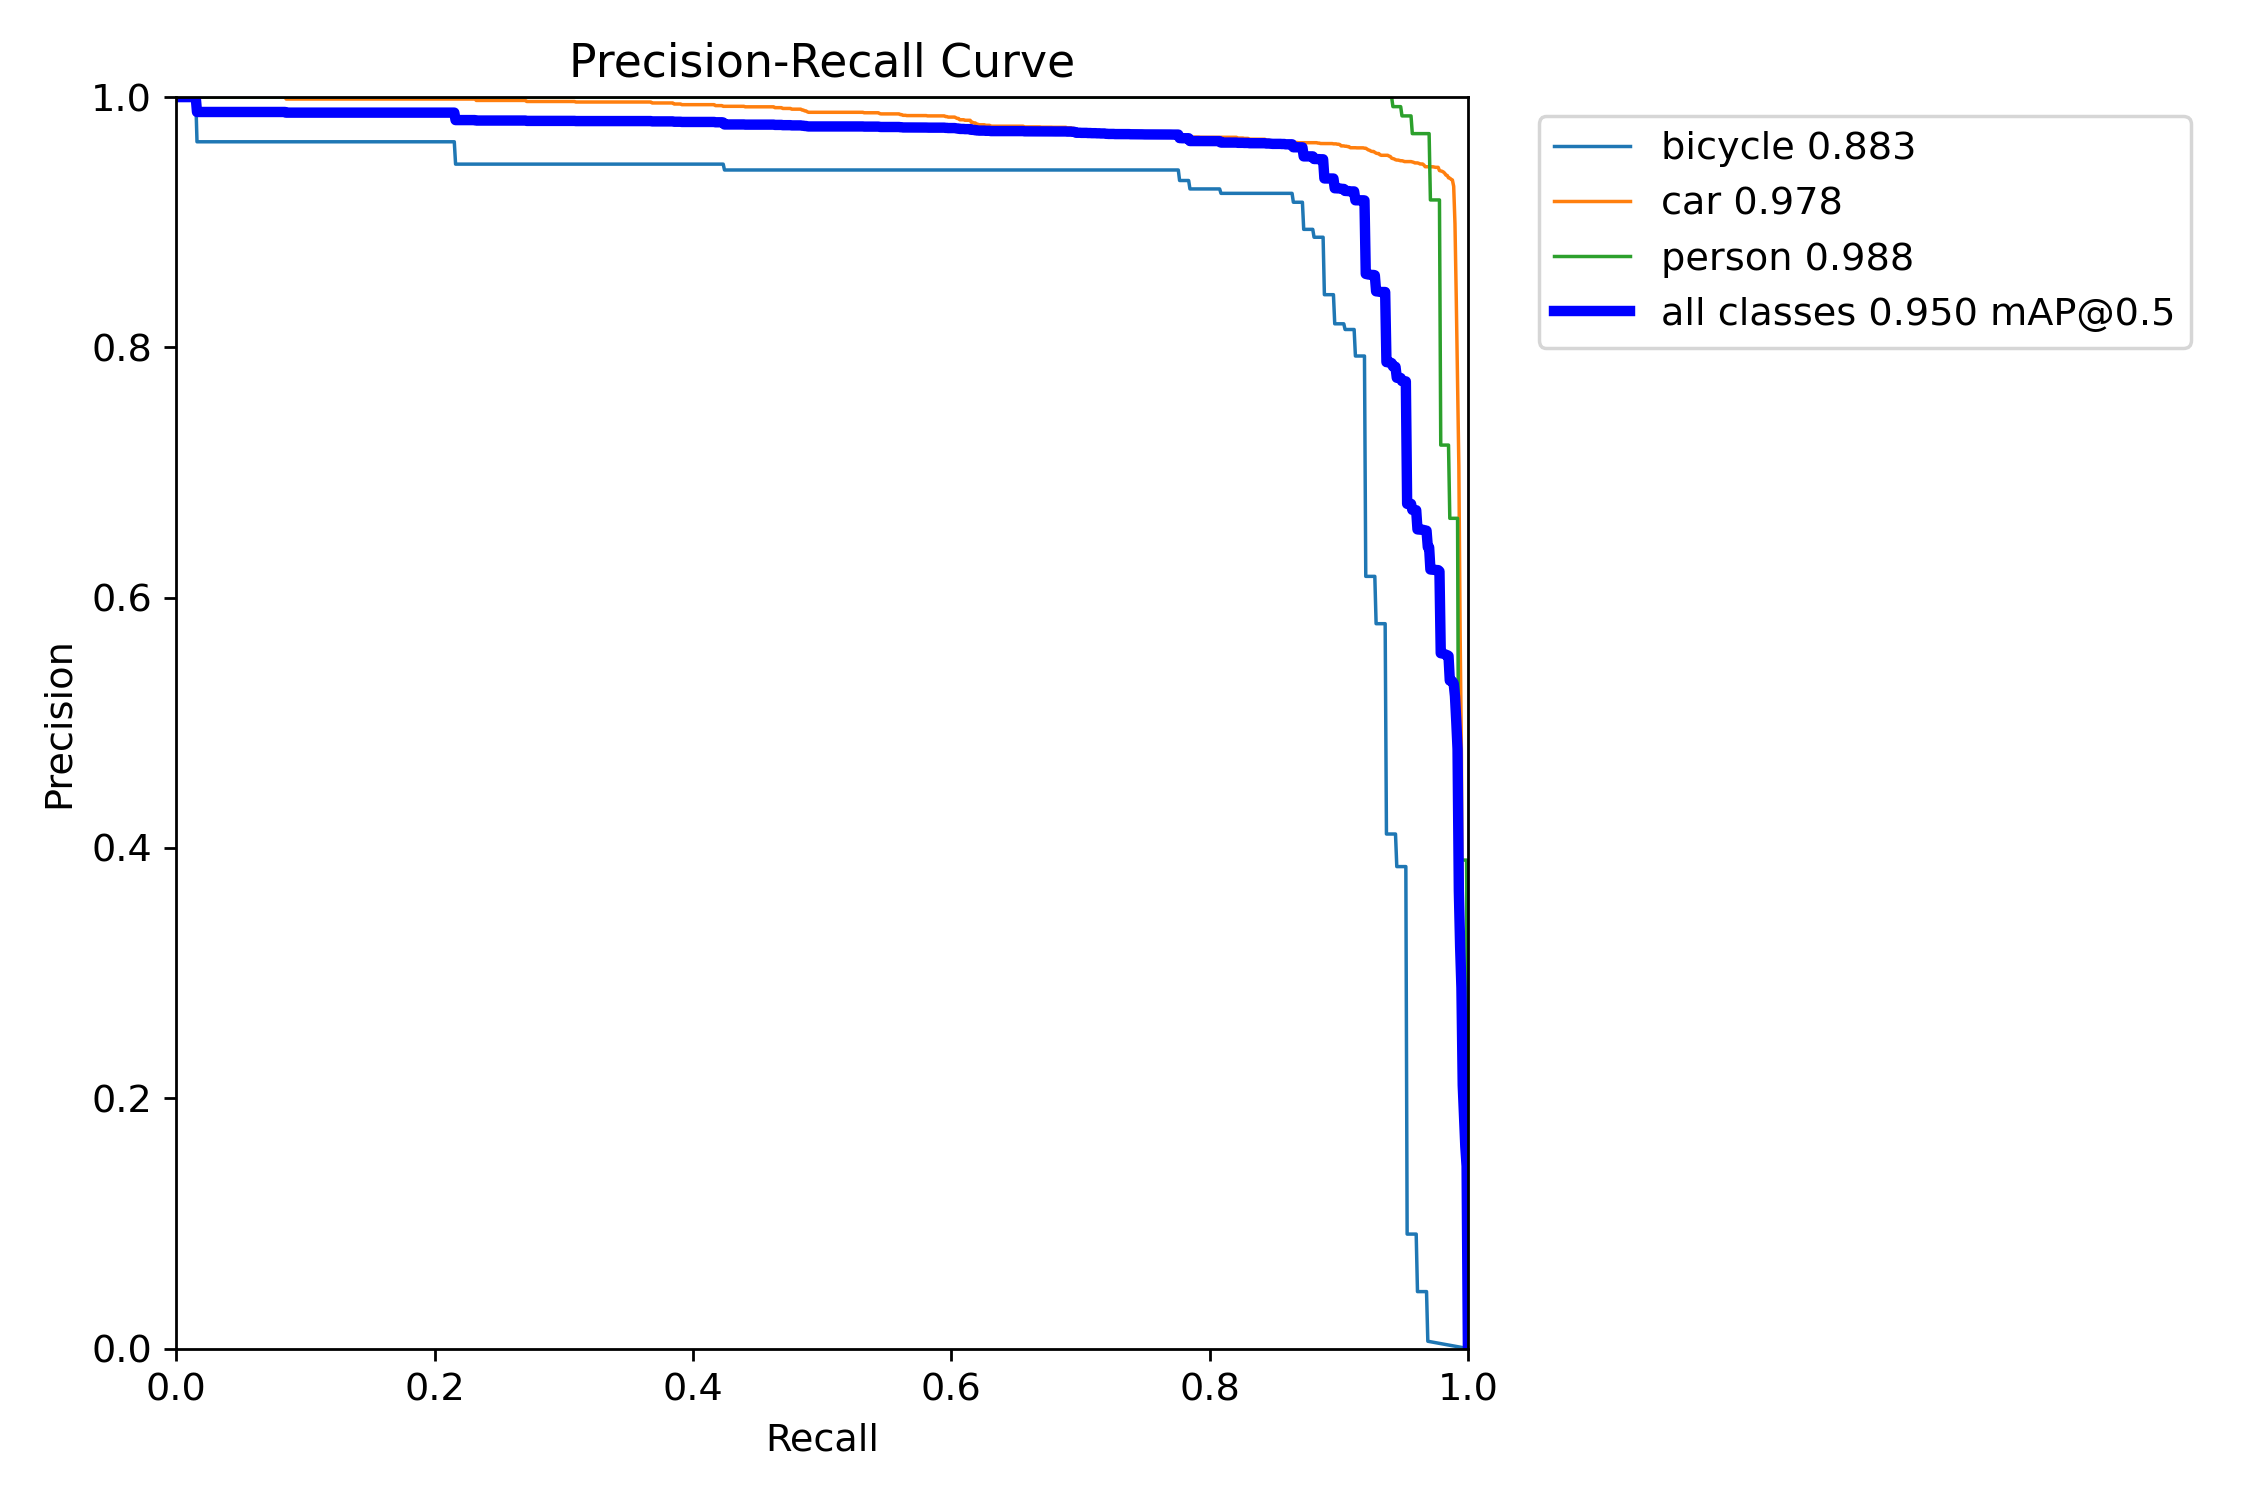 Precision-Recall Curve
1.0
0.8
0.6
0.4
0.2
0.0
Precision
0.0 0.2 0.4 0.6 0.8 1.0
Recall
bicycle 0.883
car 0.978
person 0.988
all classes 0.950 mAP@0.5